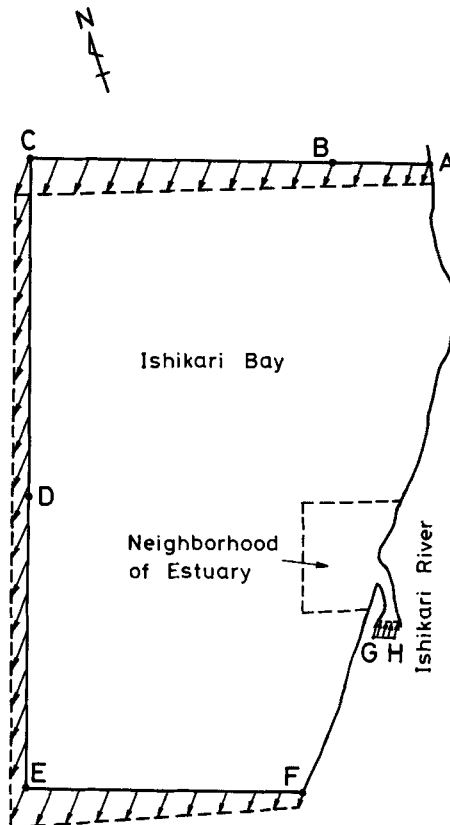 N
C
B
A
Ishikari Bay
D
Neighborhood
of Estuary
Ishikari River
G H
E
F